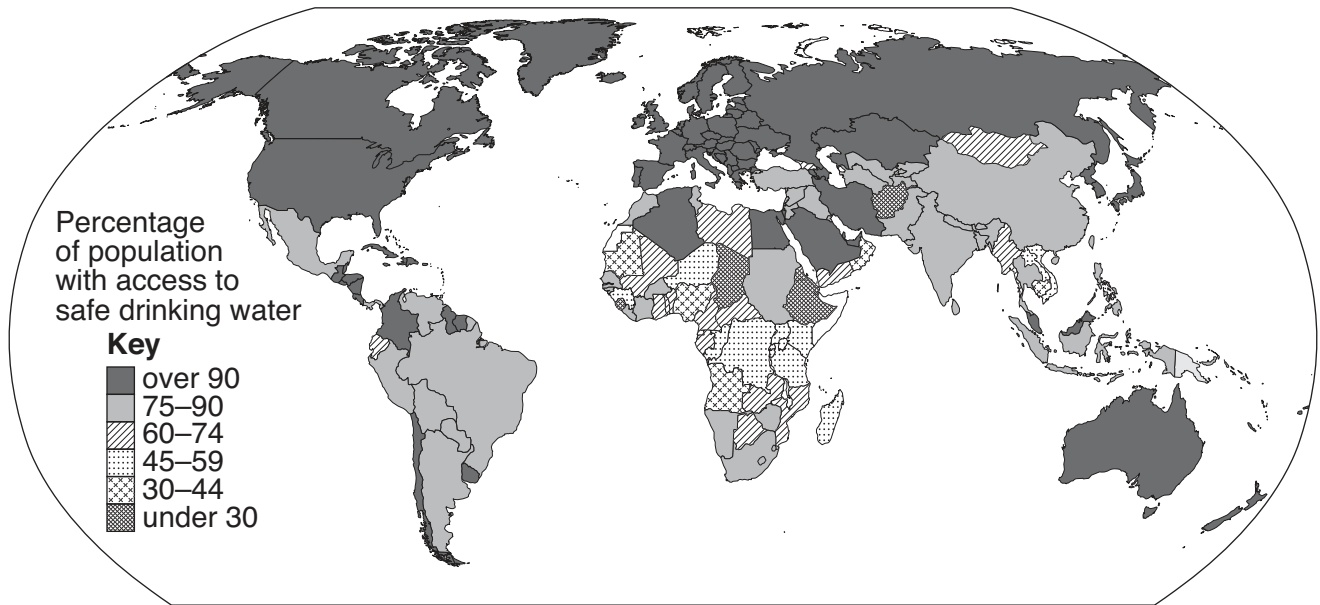 Percentage
of population
with access to
safe drinking water
Key
over 90
75–90
60–74
45–59
30–44
under 30